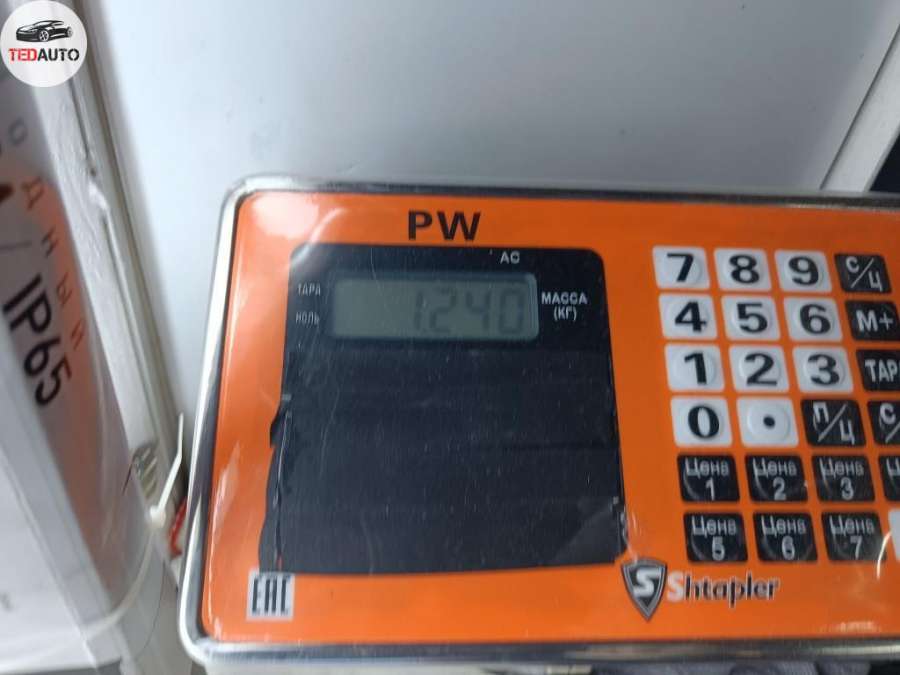 TEDAUTO
ОДНЫЙ
/ IP65
PW
AC
ТАРА
НОЛЬ
1.240
МАССА
(КГ)
7 8 9 С/Ц
4 5 6 М+
1 2 3 ТАР
0 • П/Ц С/
Цена 1 Цена 2 Цена 3 Ц
Цена 5 Цена 6 Цена 7
EAC
Shtapler